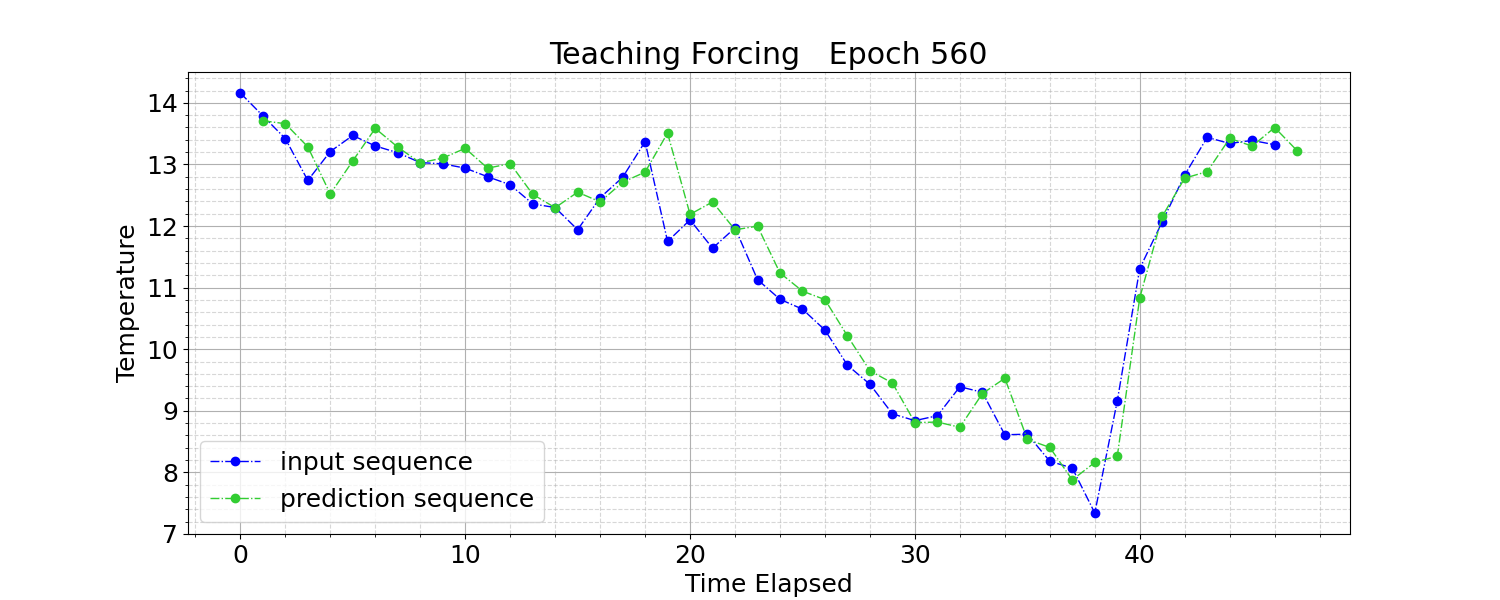 Teaching Forcing   Epoch 560
Temperature
14
13
12
11
10
9
8
7
input sequence
prediction sequence
0 10 20 30 40
Time Elapsed